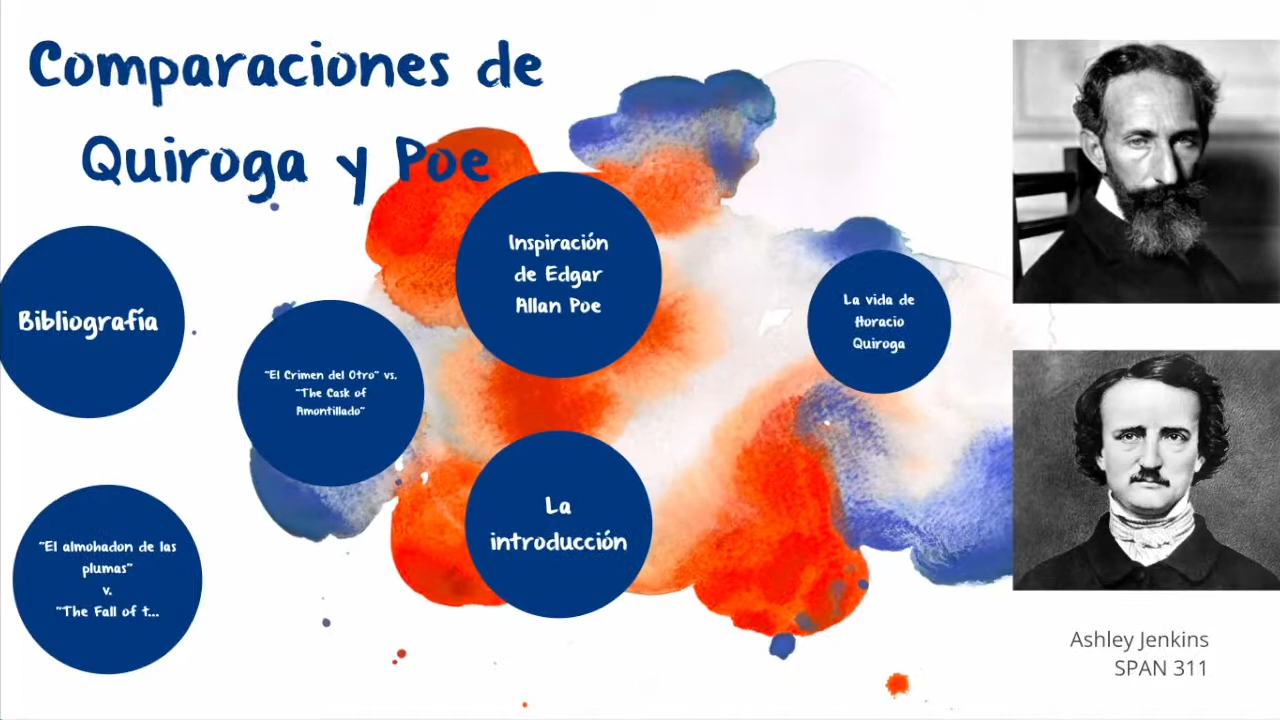 Comparaciones de
Quiroga y Poe
Bibliografía
"El Crimen del Otro" vs.
"The Cask of
Amontillado"
Inspiración
de Edgar
Allan Poe
La vida de
Horacio
Quiroga
La
introducción
"El almohadon de las
plumas"
v.
"The Fall of t...
Ashley Jenkins
SPAN 311